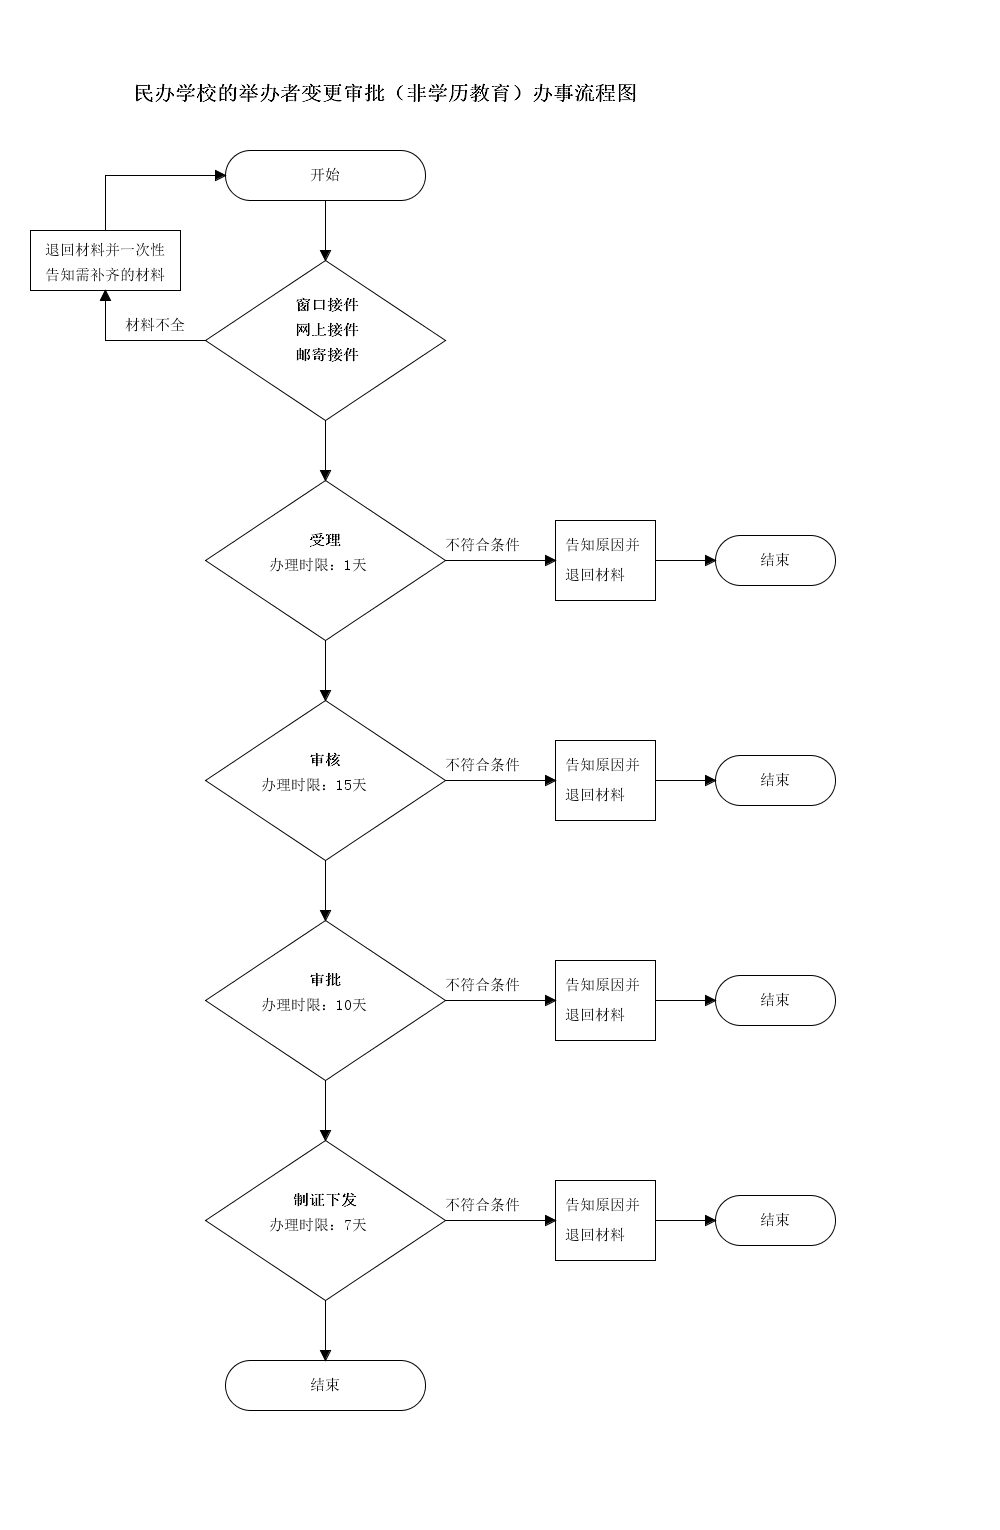 民办学校的举办者变更审批（非学历教育）办事流程图
开始
退回材料并一次性
告知需补齐的材料
材料不全
窗口接件
网上接件
邮寄接件
受理
办理时限：1天
不符合条件
告知原因并
退回材料
结束
审核
办理时限：15天
不符合条件
告知原因并
退回材料
结束
审批
办理时限：10天
不符合条件
告知原因并
退回材料
结束
制证下发
办理时限：7天
不符合条件
告知原因并
退回材料
结束
结束